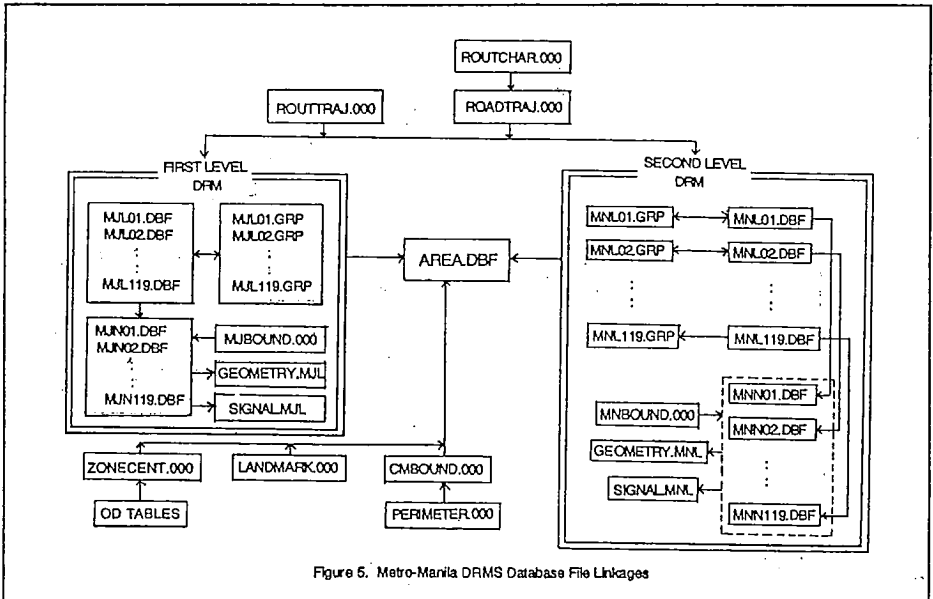 ROUTCHAR.000
ROUTTRAJ.000
ROADTRAJ.000
FIRST LEVEL
DRM
MJL01.DBF
MJL02.DBF
MJL119.DBF
MJL01.GRP
MJL02.GRP
MJL119.GRP
MJN01.DBF
MJN02.DBF
MJN119.DBF
MJBOUND.000
GEOMETRY.MJL
SIGNAL.MJL
AREA.DBF
SECOND LEVEL
DRM
MNL01.GRP
MNL01.DBF
MNL02.GRP
MNL02.DBF
MNL119.GRP
MNL119.DBF
MNN01.DBF
MNBOUND.000
MNN02.DBF
GEOMETRY.MNL
SIGNAL.MNL
MNN119.DBF
ZONECENT.000
LANDMARK.000
CMBOUND.000
OD TABLES
PERIMETER.000
Figure 5. Metro-Manila DRMS Database File Linkages